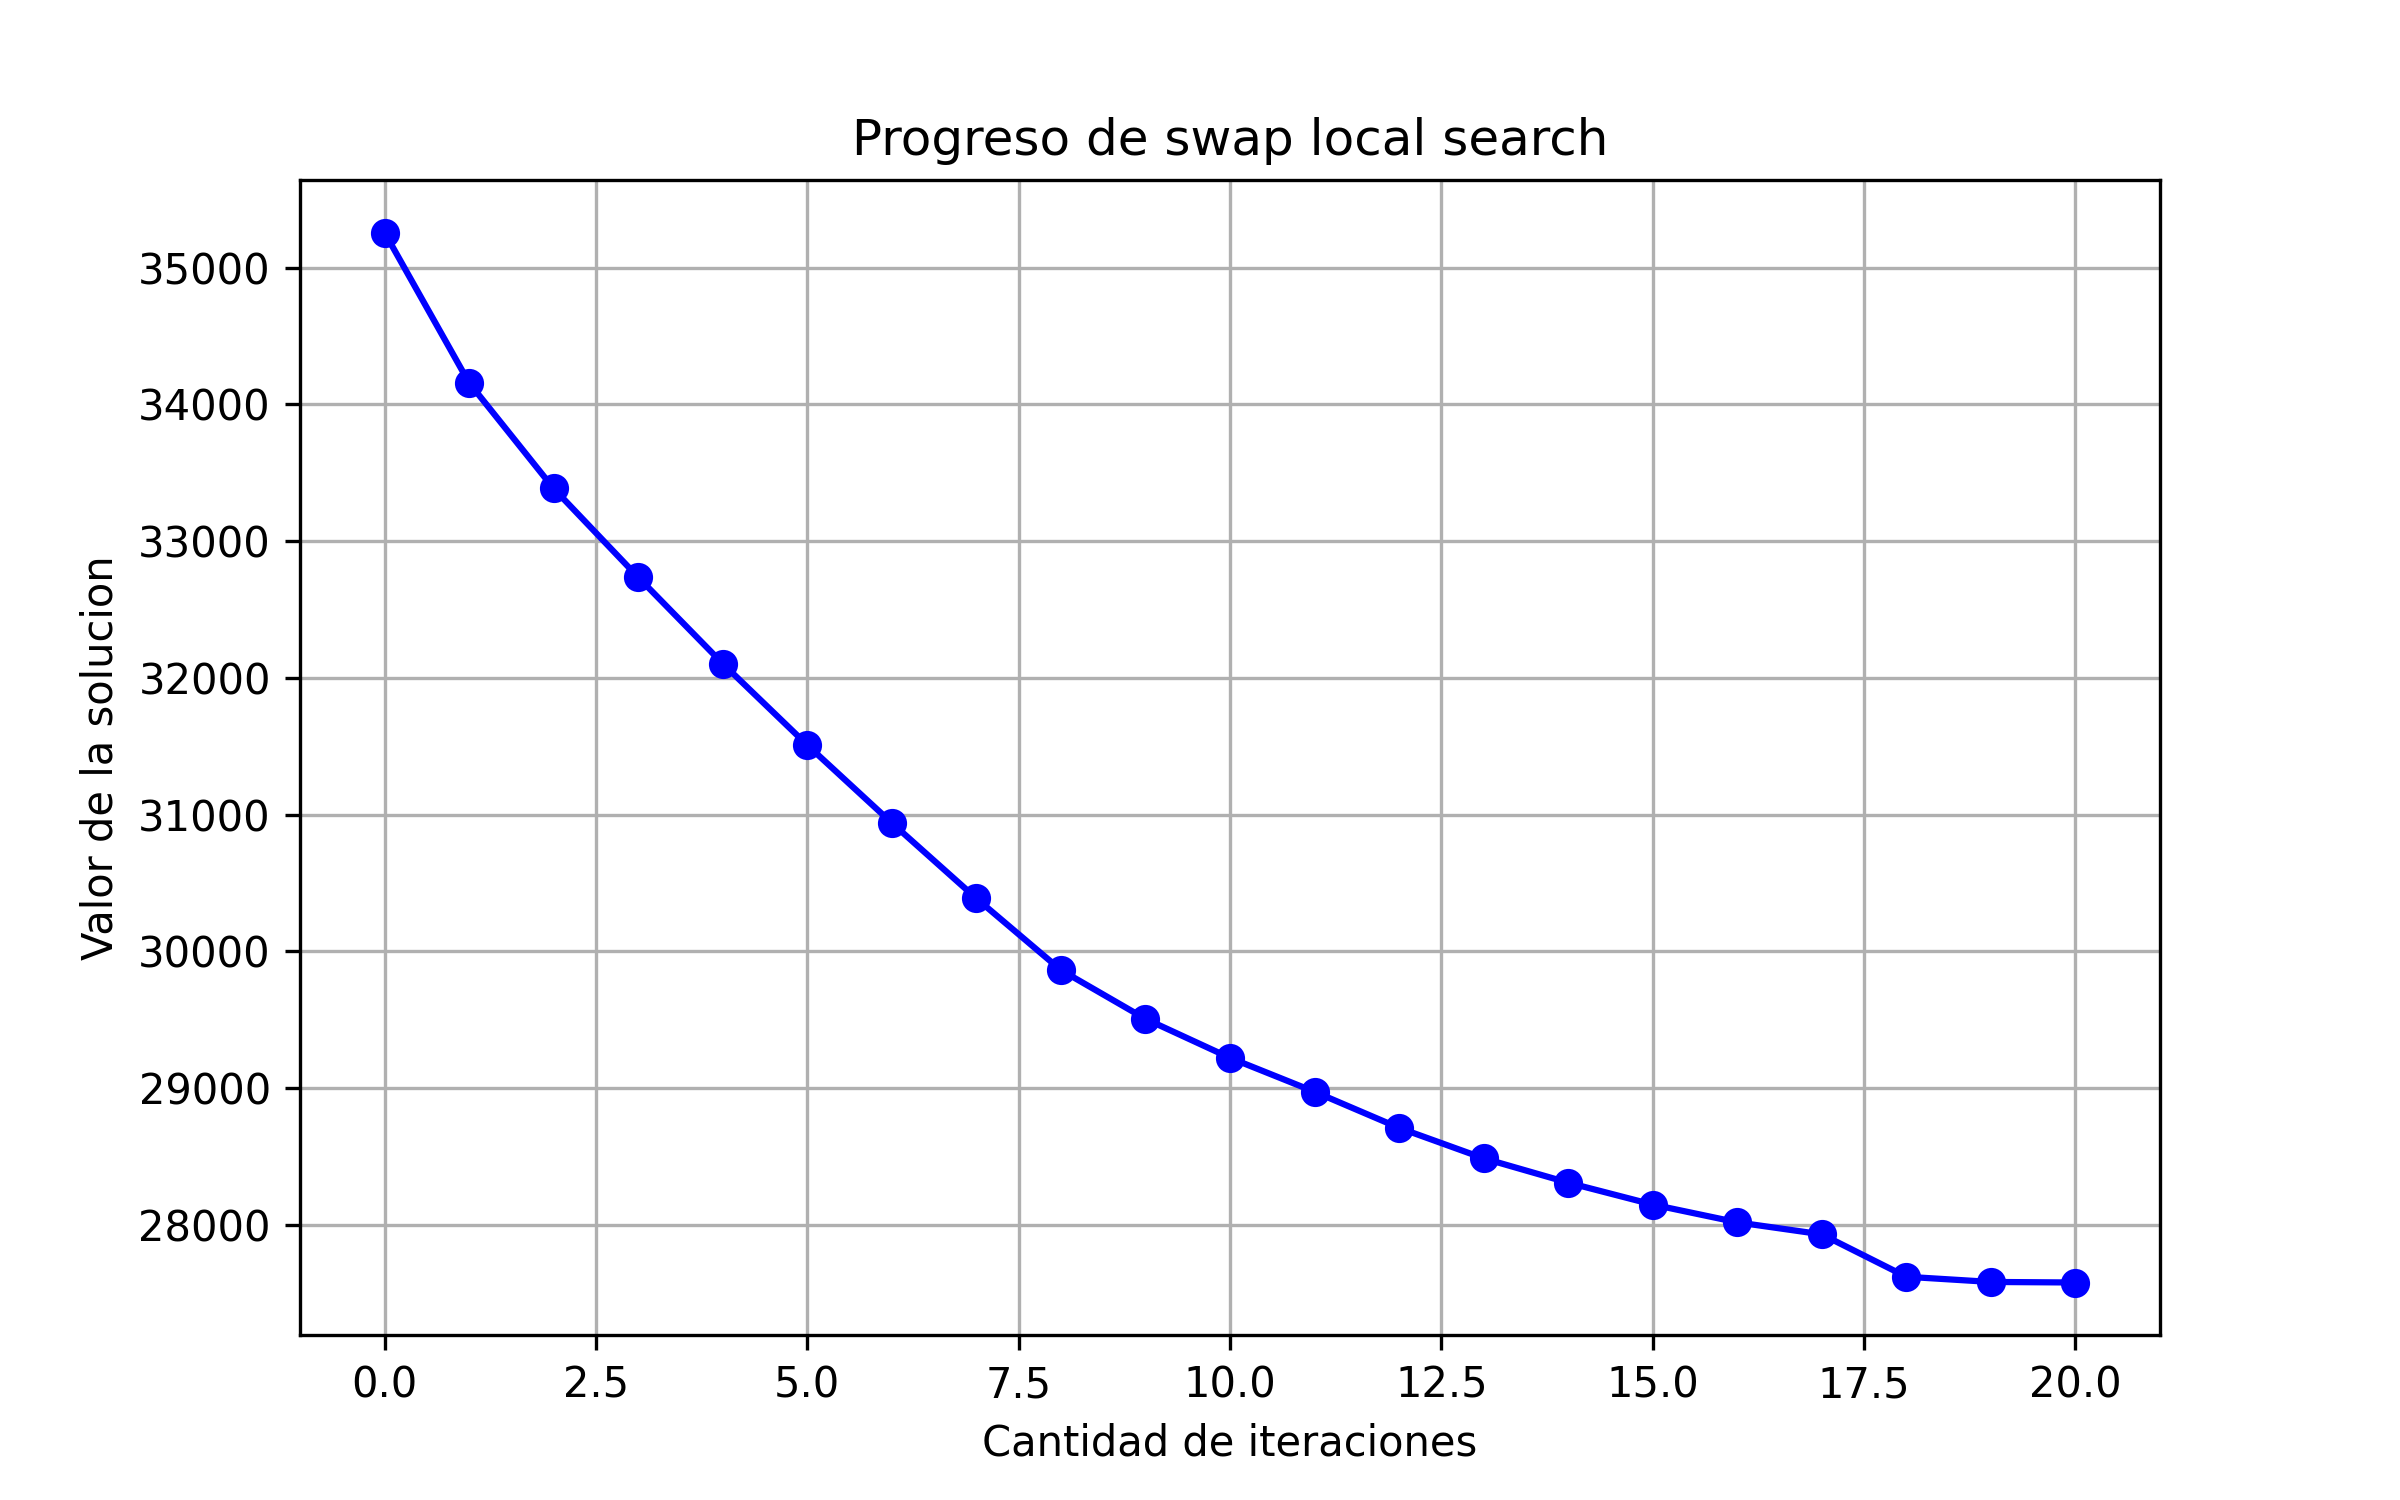 Progreso de swap local search
Valor de la solucion
35000
34000
33000
32000
31000
30000
29000
28000
0.0 2.5 5.0 7.5 10.0 12.5 15.0 17.5 20.0
Cantidad de iteraciones